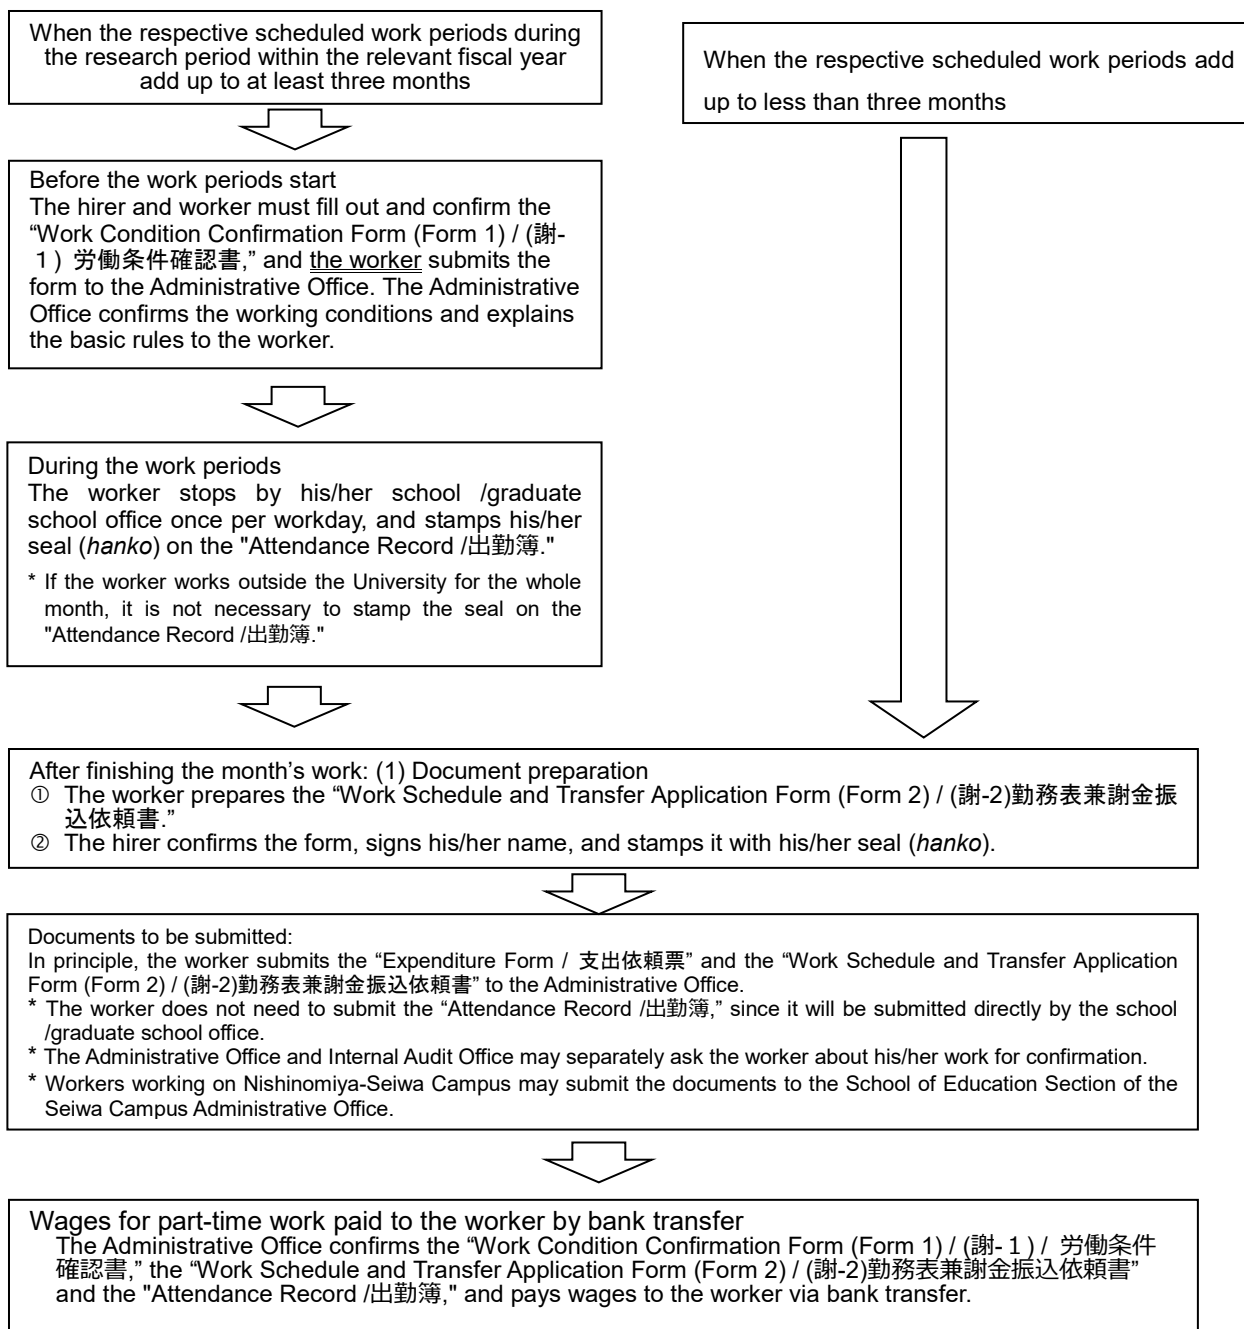 When the respective scheduled work periods during
the research period within the relevant fiscal year
add up to at least three months
When the respective scheduled work periods add
up to less than three months
Before the work periods start
The hirer and worker must fill out and confirm the
“Work Condition Confirmation Form (Form 1) / (謝-
１) 労働条件確認書,” and the worker submits the
form to the Administrative Office. The Administrative
Office confirms the working conditions and explains
the basic rules to the worker.
During the work periods
The worker stops by his/her school /graduate
school office once per workday, and stamps his/her
seal (hanko) on the "Attendance Record /出勤簿."
* If the worker works outside the University for the whole
month, it is not necessary to stamp the seal on the
"Attendance Record /出勤簿."
After finishing the month’s work: (1) Document preparation
① The worker prepares the “Work Schedule and Transfer Application Form (Form 2) / (謝-2)勤務表兼謝金振
込依頼書.”
② The hirer confirms the form, signs his/her name, and stamps it with his/her seal (hanko).
Documents to be submitted:
In principle, the worker submits the “Expenditure Form / 支出依頼票” and the “Work Schedule and Transfer Application
Form (Form 2) / (謝-2)勤務表兼謝金振込依頼書” to the Administrative Office.
* The worker does not need to submit the “Attendance Record /出勤簿,” since it will be submitted directly by the school
/graduate school office.
* The Administrative Office and Internal Audit Office may separately ask the worker about his/her work for confirmation.
* Workers working on Nishinomiya-Seiwa Campus may submit the documents to the School of Education Section of the
Seiwa Campus Administrative Office.
Wages for part-time work paid to the worker by bank transfer
The Administrative Office confirms the “Work Condition Confirmation Form (Form 1) / (謝-１) / 労働条件
確認書,” the “Work Schedule and Transfer Application Form (Form 2) / (謝-2)勤務表兼謝金振込依頼書”
and the "Attendance Record /出勤簿," and pays wages to the worker via bank transfer.